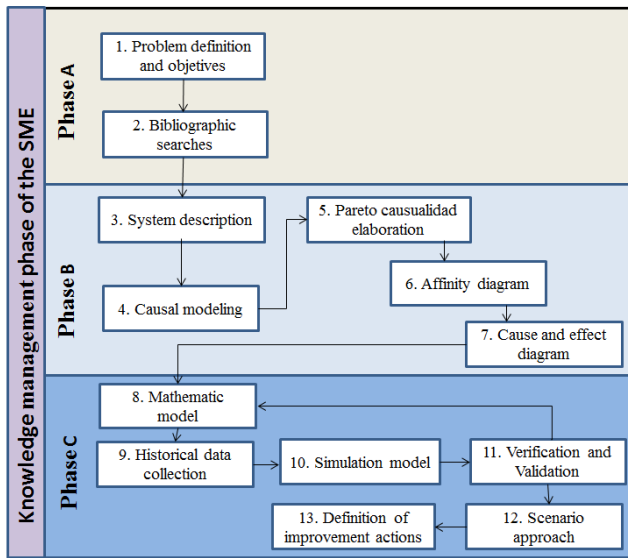 Knowledge management phase of the SME
Phase A
1. Problem definition
and objetives
2. Bibliographic
searches
Phase B
3. System description
4. Causal modeling
5. Pareto causualidad
elaboration
6. Affinity diagram
7. Cause and effect
diagram
Phase C
8. Mathematic
model
9. Historical data
collection
10. Simulation model
11. Verification and
Validation
12. Scenario
approach
13. Definition of
improvement actions